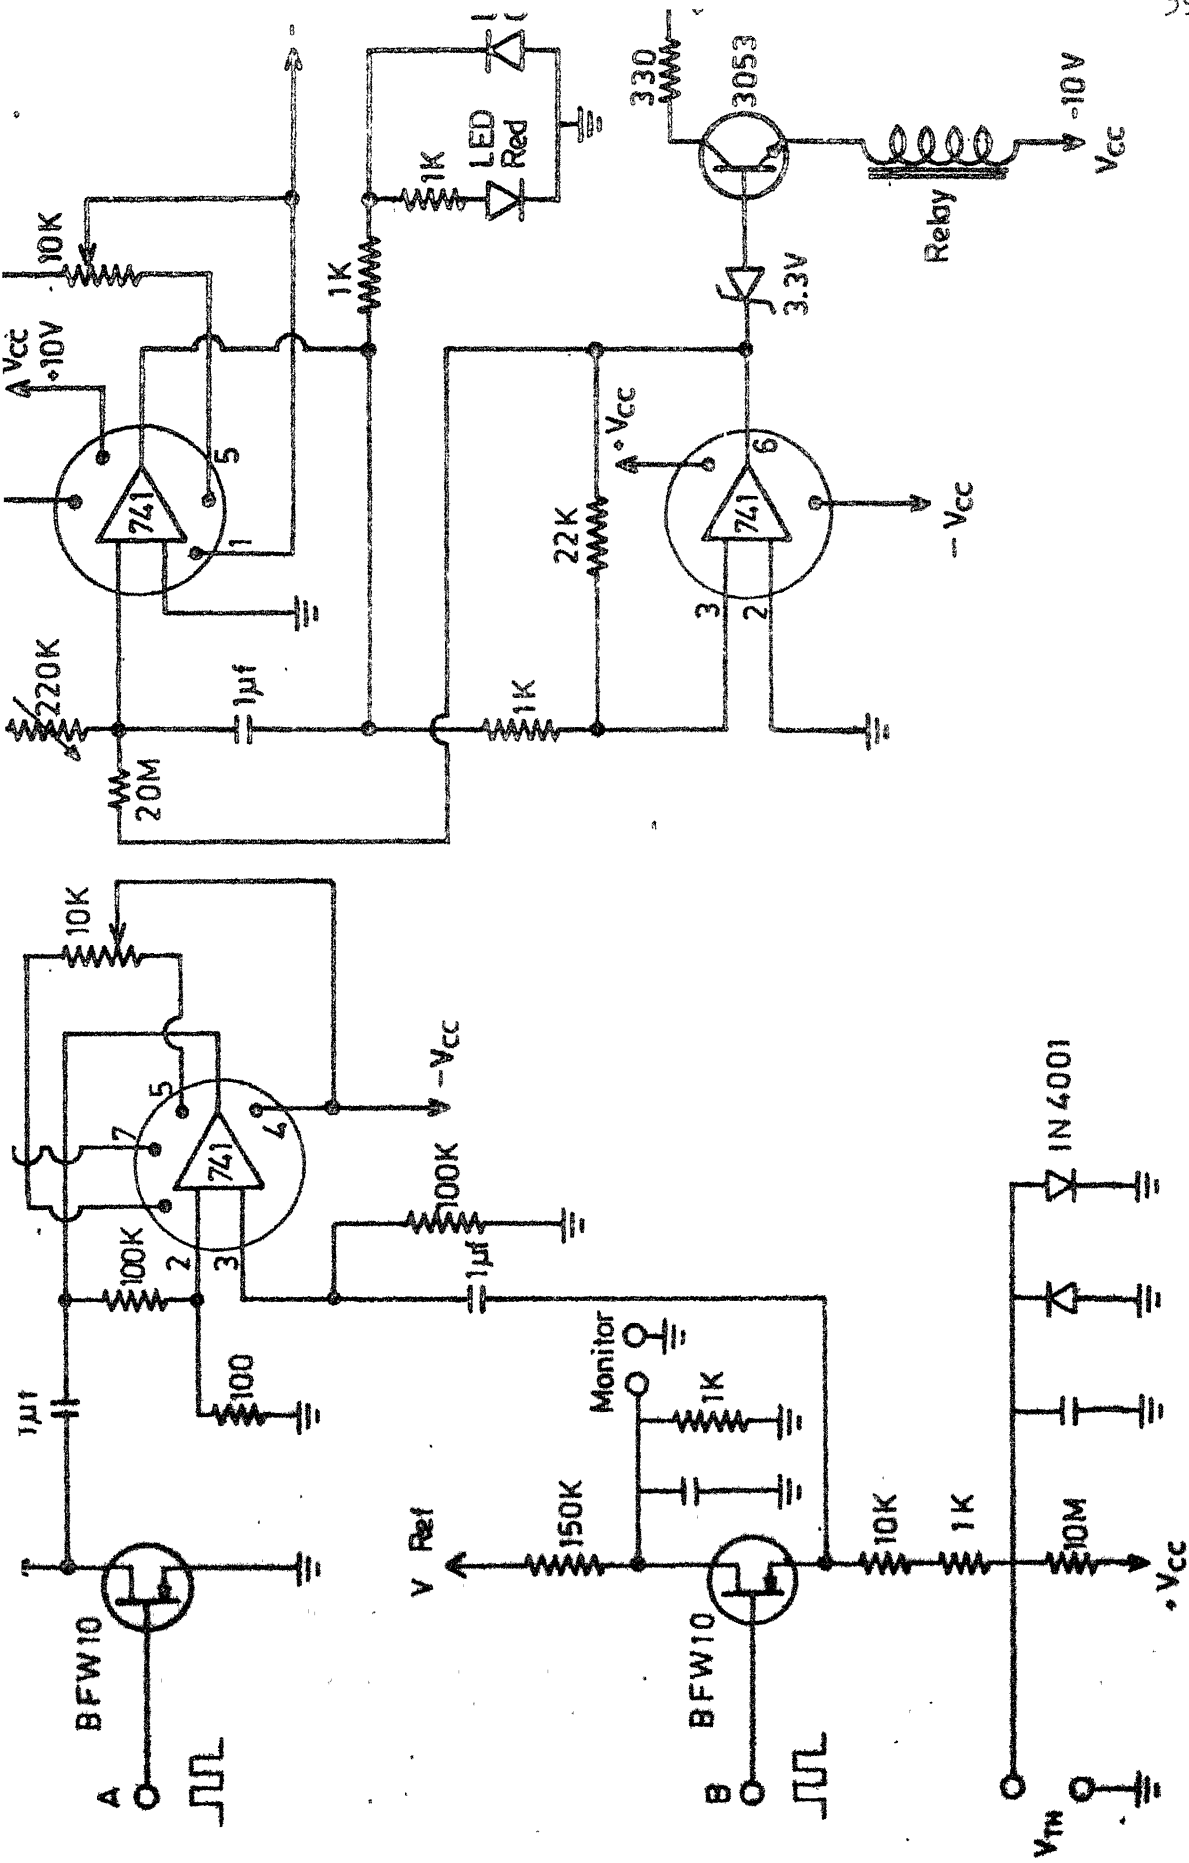 A
BFW10
1µf
100K
2
3
7
5
4
741
100
10K
-Vcc
100K
1µf
V Ref
150K
Monitor
1K
B
BFW10
10K
1K
10M
+Vcc
VTH
IN 4001
220K
20M
1µf
741
1
5
Vcc
+10V
10K
1K
1K
LED
Red
1K
22K
3
2
741
6
+Vcc
-Vcc
3.3V
330
3053
Relay
-10V
Vcc